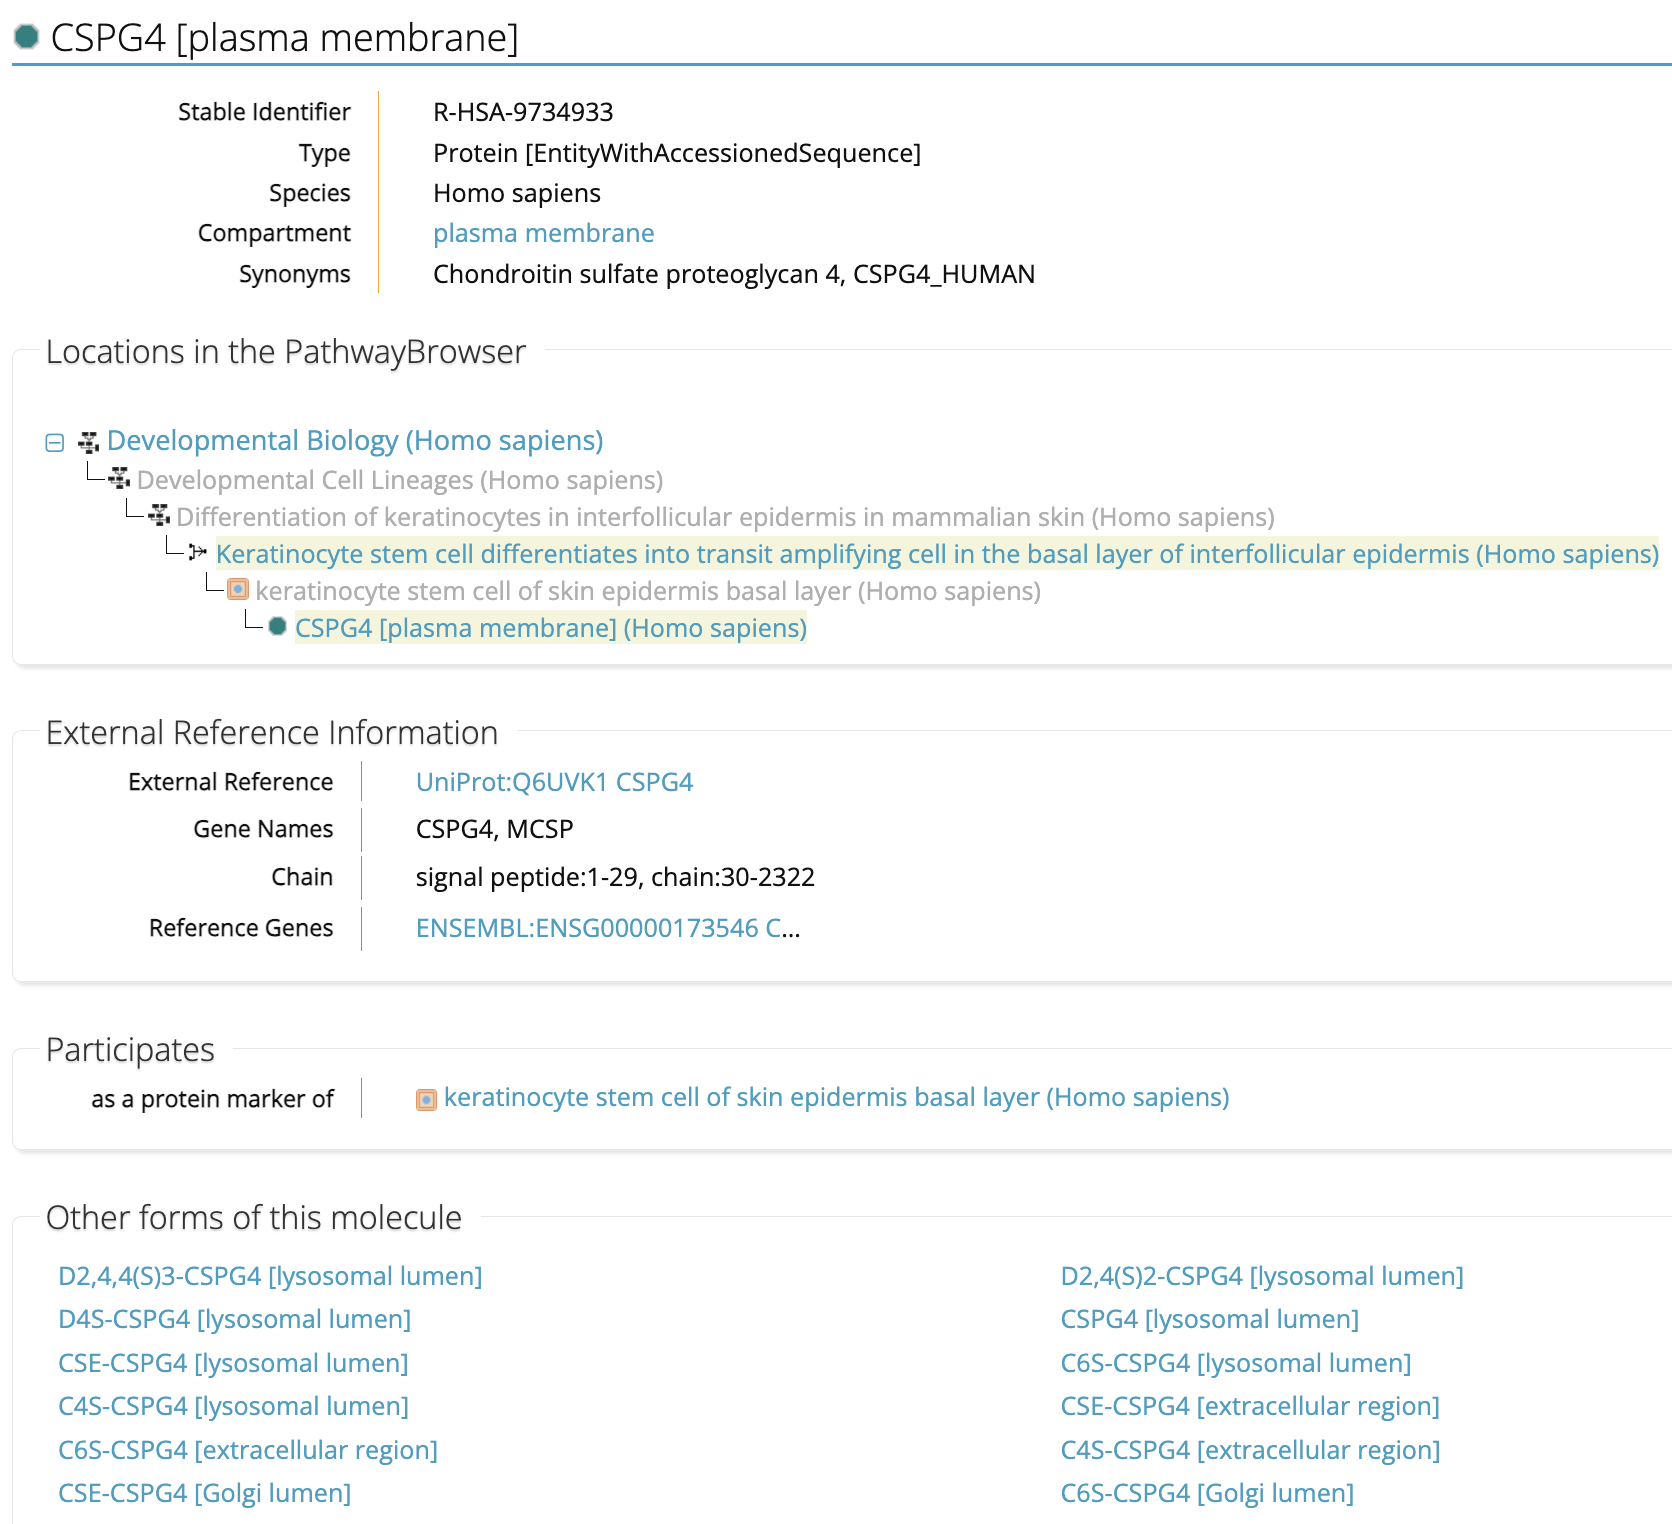 CSPG4 [plasma membrane]
Stable Identifier R-HSA-9734933
Type Protein [EntityWithAccessionedSequence]
Species Homo sapiens
Compartment plasma membrane
Synonyms Chondroitin sulfate proteoglycan 4, CSPG4_HUMAN
Locations in the PathwayBrowser
Developmental Biology (Homo sapiens)
Developmental Cell Lineages (Homo sapiens)
Differentiation of keratinocytes in interfollicular epidermis in mammalian skin (Homo sapiens)
Keratinocyte stem cell differentiates into transit amplifying cell in the basal layer of interfollicular epidermis (Homo sapiens)
keratinocyte stem cell of skin epidermis basal layer (Homo sapiens)
CSPG4 [plasma membrane] (Homo sapiens)
External Reference Information
External Reference UniProt:Q6UVK1 CSPG4
Gene Names CSPG4, MCSP
Chain signal peptide:1-29, chain:30-2322
Reference Genes ENSEMBL:ENSG00000173546 C...
Participates
as a protein marker of keratinocyte stem cell of skin epidermis basal layer (Homo sapiens)
Other forms of this molecule
D2,4,4(S)3-CSPG4 [lysosomal lumen] D2,4(S)2-CSPG4 [lysosomal lumen]
D4S-CSPG4 [lysosomal lumen] CSPG4 [lysosomal lumen]
CSE-CSPG4 [lysosomal lumen] C6S-CSPG4 [lysosomal lumen]
C4S-CSPG4 [lysosomal lumen] CSE-CSPG4 [extracellular region]
C6S-CSPG4 [extracellular region] C4S-CSPG4 [extracellular region]
CSE-CSPG4 [Golgi lumen] C6S-CSPG4 [Golgi lumen]